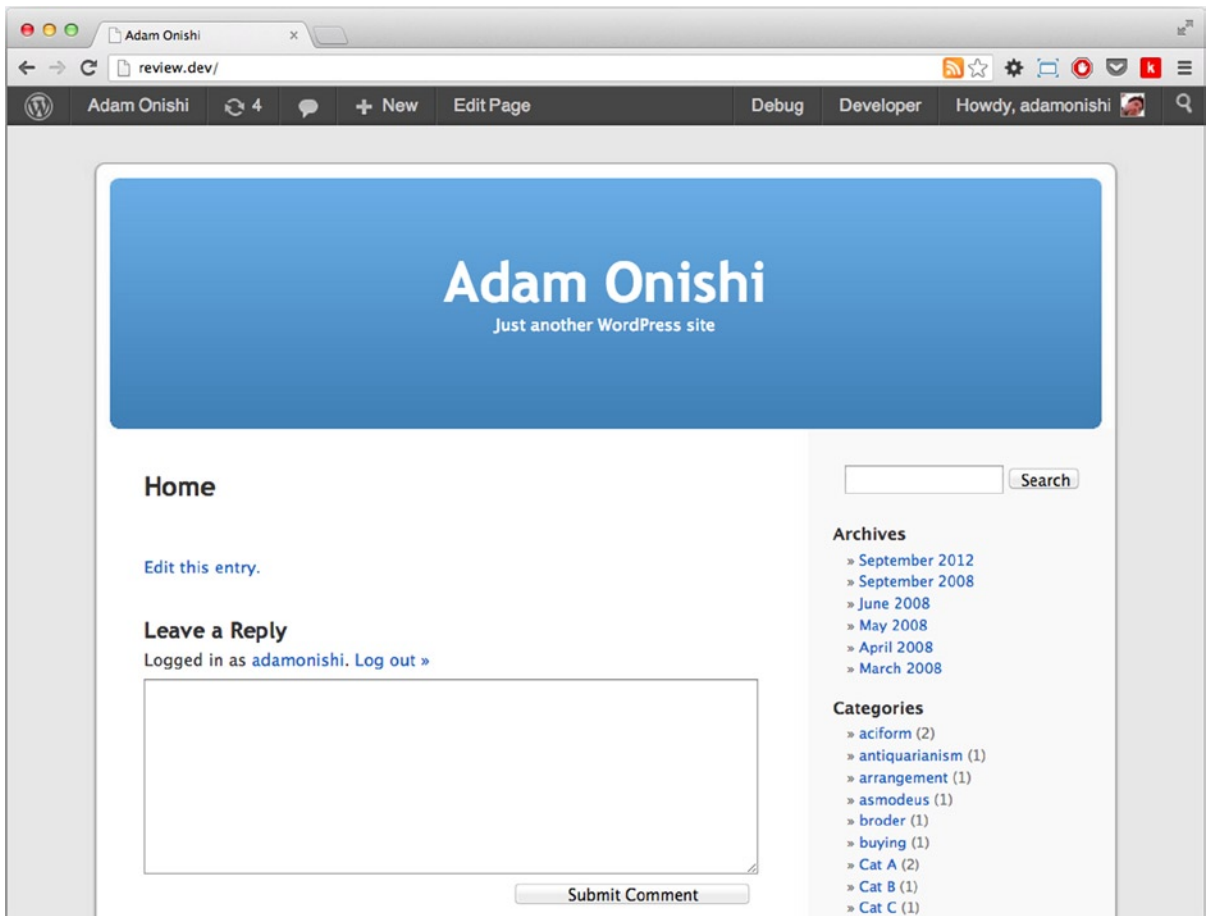 Adam Onishi
review.dev/
k
Adam Onishi 4 + New Edit Page Debug Developer Howdy, adamonishi
Adam Onishi
Just another WordPress site
Home
Edit this entry.
Leave a Reply
Logged in as adamonishi. Log out »
Submit Comment
Search
Archives
» September 2012
» September 2008
» June 2008
» May 2008
» April 2008
» March 2008
Categories
» aciform (2)
» antiquarianism (1)
» arrangement (1)
» asmodeus (1)
» broder (1)
» buying (1)
» Cat A (2)
» Cat B (1)
» Cat C (1)